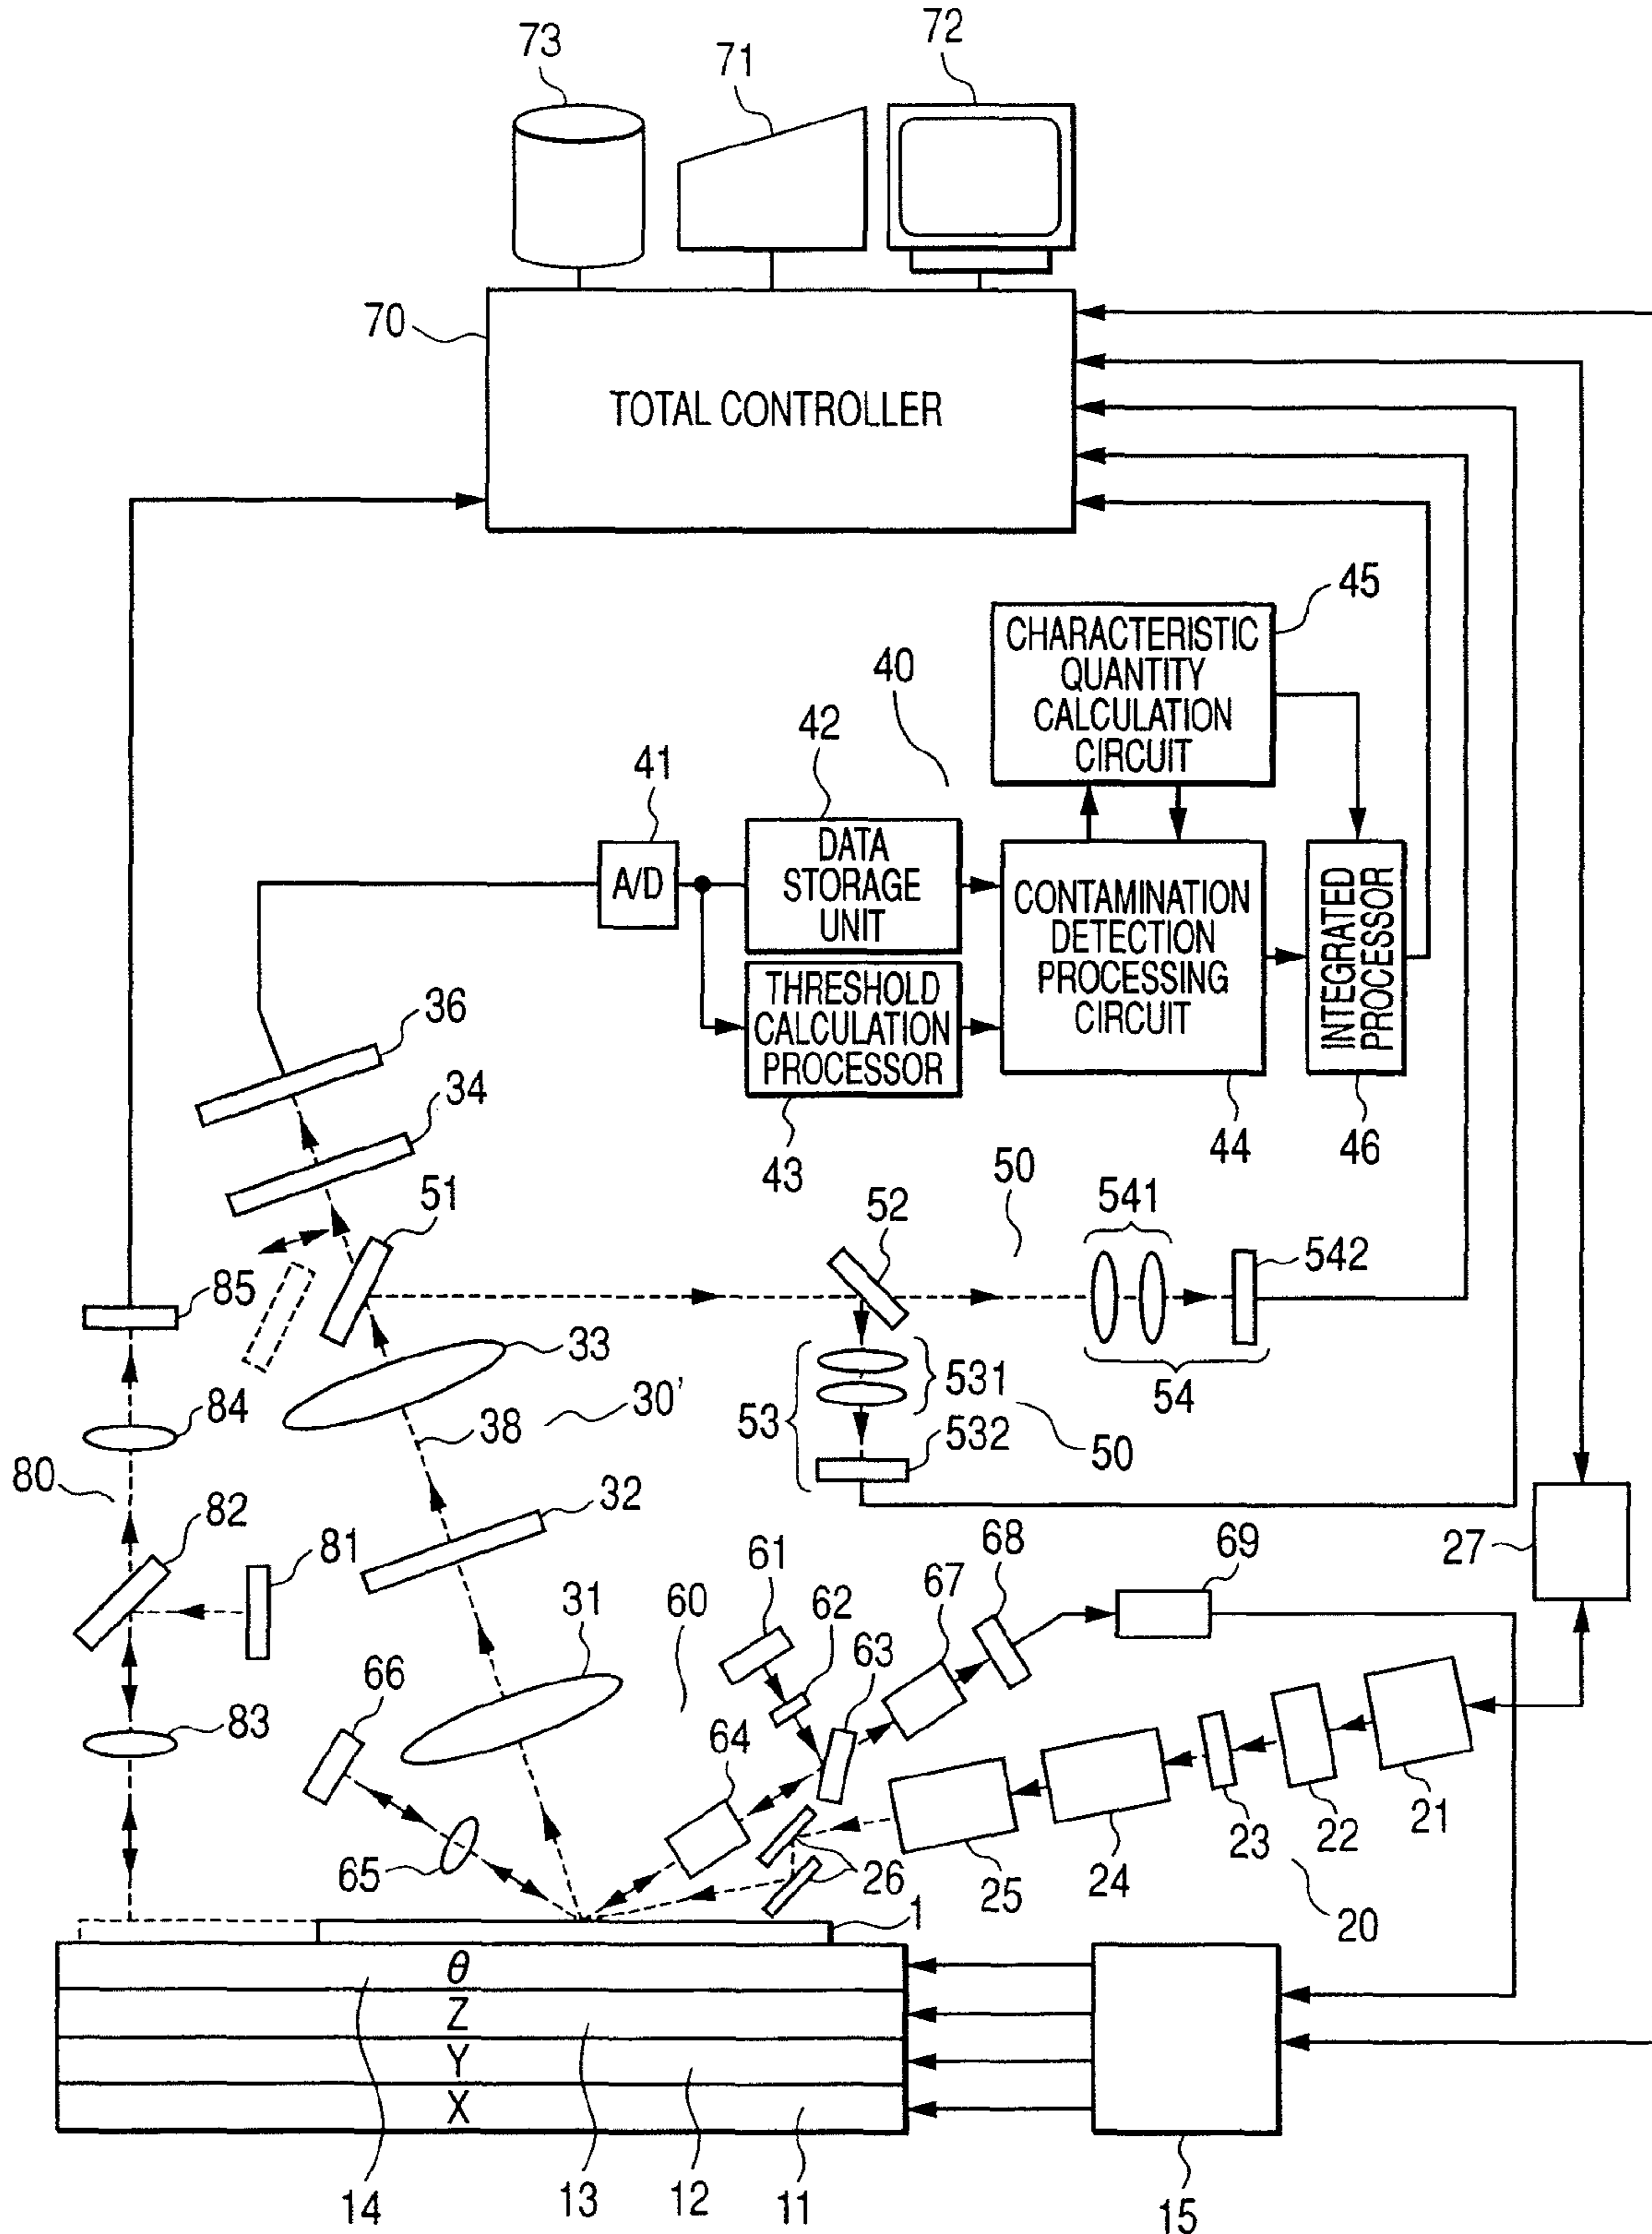 73
71
72
70
TOTAL CONTROLLER
45
CHARACTERISTIC
QUANTITY
CALCULATION
CIRCUIT
40
42
41
A/D
DATA
STORAGE
UNIT
CONTAMINATION
DETECTION
PROCESSING
CIRCUIT
INTEGRATED
PROCESSOR
THRESHOLD
CALCULATION
PROCESSOR
36
34
43
44
46
51
52
50
541
542
85
33
54
30'
531
53
84
38
532
50
80
32
82
81
61
68
69
27
67
62
60
31
63
66
64
83
21
22
23
24
65
26
25
20
1
θ
Z
Y
X
14
13
12
11
15